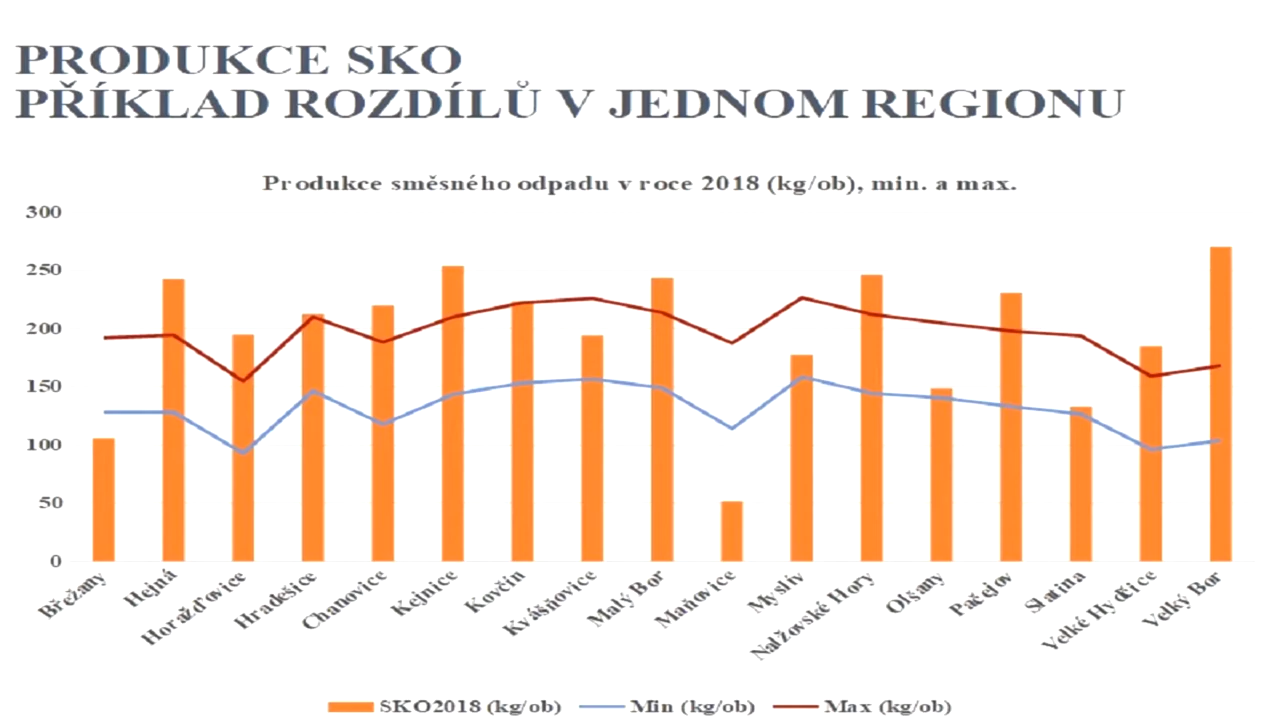 PRODUKCE SKO
PŘÍKLAD ROZDÍLŮ V JEDNOM REGIONU
Produkce směsného odpadu v roce 2018 (kg/ob), min. a max.
300
250
200
150
100
50
0
Břežany
Hejná
Horažďovice
Hradešice
Chanovice
Kejnice
Kovčín
Kvášňovice
Malý Bor
Maňovice
Myslív
Nalžovské Hory
Olšany
Pačejov
Slatina
Velké Hydčice
Velký Bor
SKO2018 (kg/ob)
Min (kg/ob)
Max (kg/ob)